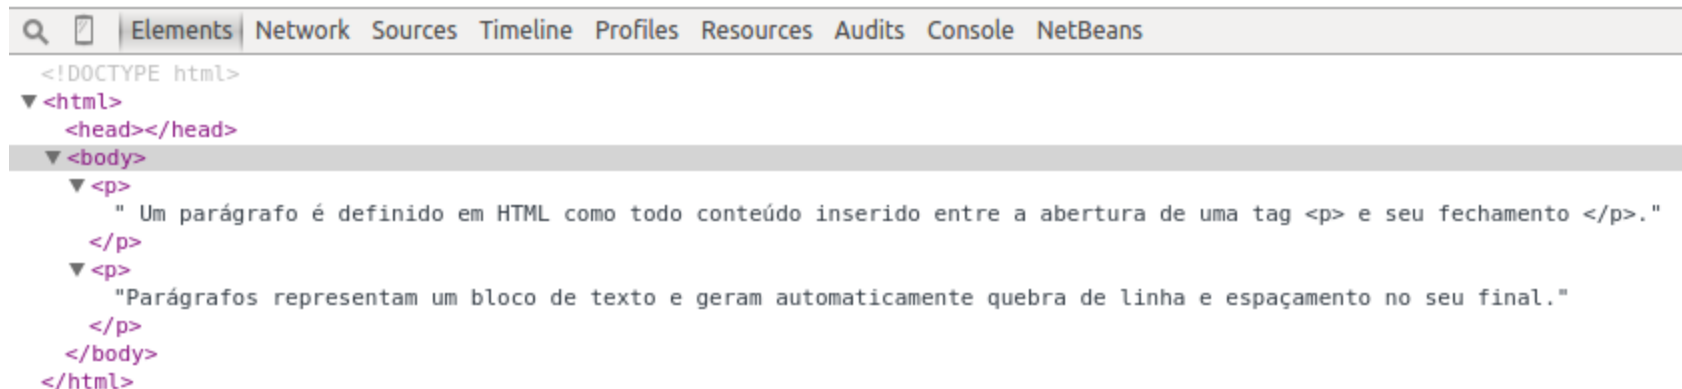 Elements Network Sources Timeline Profiles Resources Audits Console NetBeans
<!DOCTYPE html>
<html>
<head></head>
<body>
<p>
" Um parágrafo é definido em HTML como todo conteúdo inserido entre a abertura de uma tag <p> e seu fechamento </p>."
</p>
<p>
"Parágrafos representam um bloco de texto e geram automaticamente quebra de linha e espaçamento no seu final."
</p>
</body>
</html>